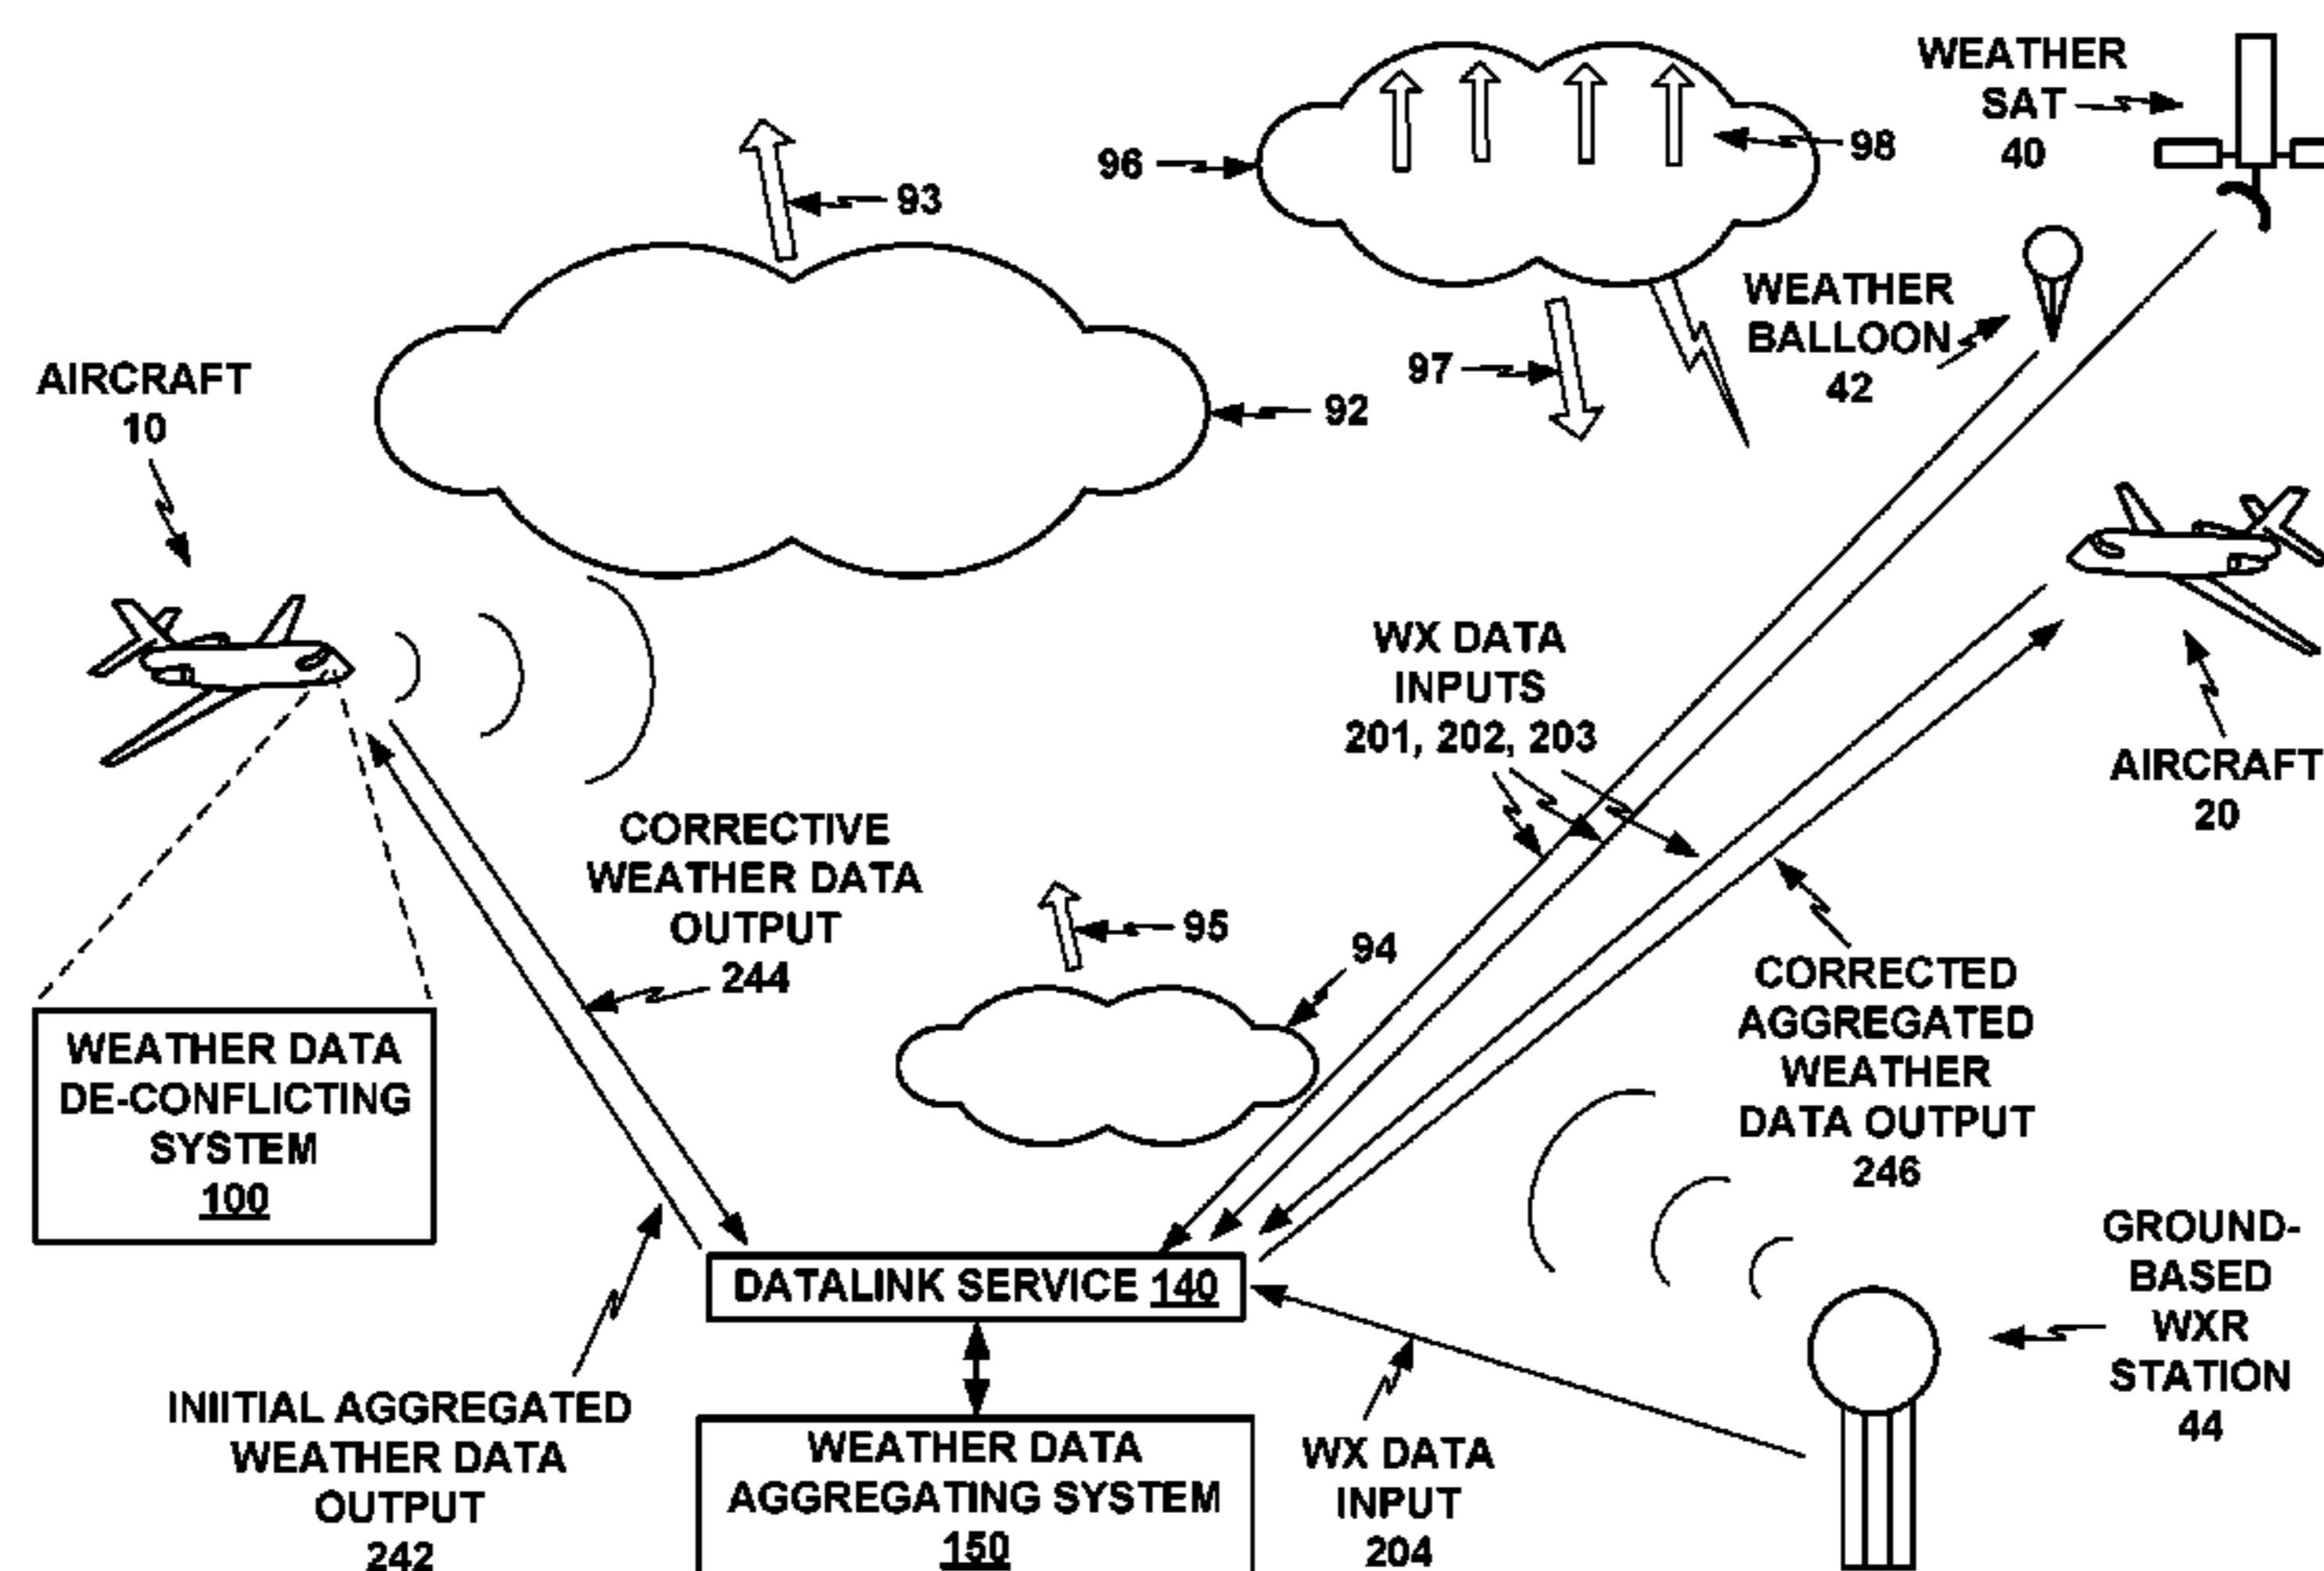 WEATHER
SAT
40
96
98
93
WEATHER
BALLOON
42
97
92
AIRCRAFT
10
WX DATA
INPUTS
201, 202, 203
AIRCRAFT
20
CORRECTIVE
WEATHER DATA
OUTPUT
244
95
94
CORRECTED
AGGREGATED
WEATHER
DATA OUTPUT
246
WEATHER DATA
DE-CONFLICTING
SYSTEM
100
GROUND-
BASED
WXR
STATION
44
DATALINK SERVICE 140
INIITIAL AGGREGATED
WEATHER DATA
OUTPUT
242
WEATHER DATA
AGGREGATING SYSTEM
150
WX DATA
INPUT
204